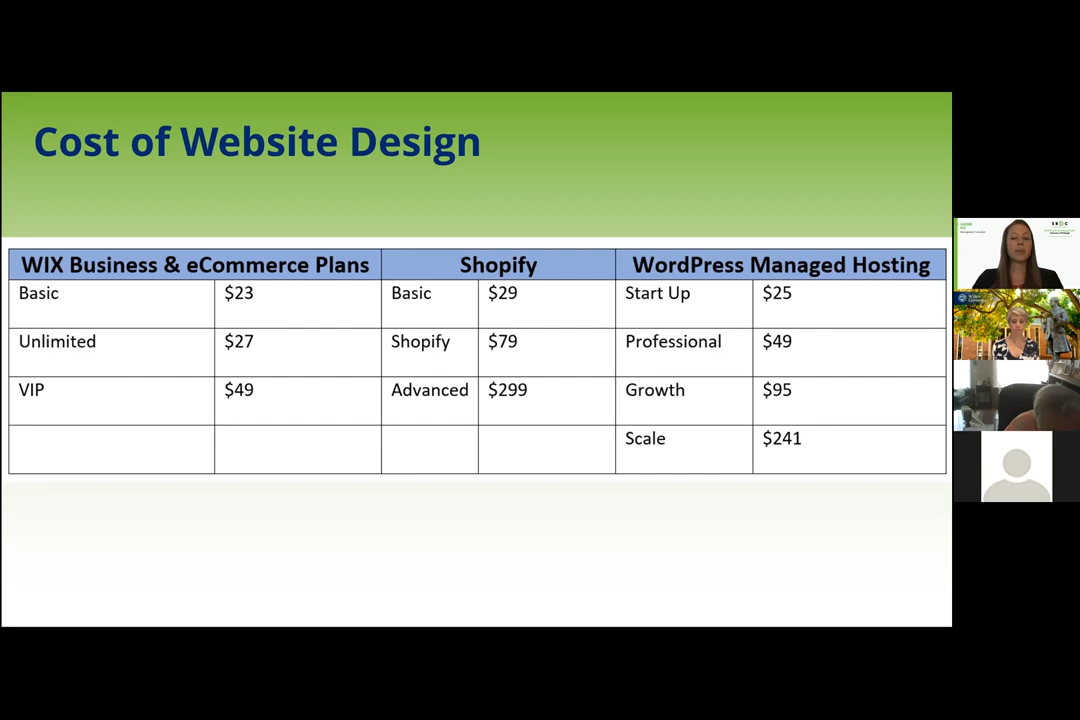 Cost of Website Design
WIX Business & eCommerce Plans Shopify WordPress Managed Hosting
Basic $23 Basic $29 Start Up $25
Unlimited $27 Shopify $79 Professional $49
VIP $49 Advanced $299 Growth $95
Scale $241
SBDC